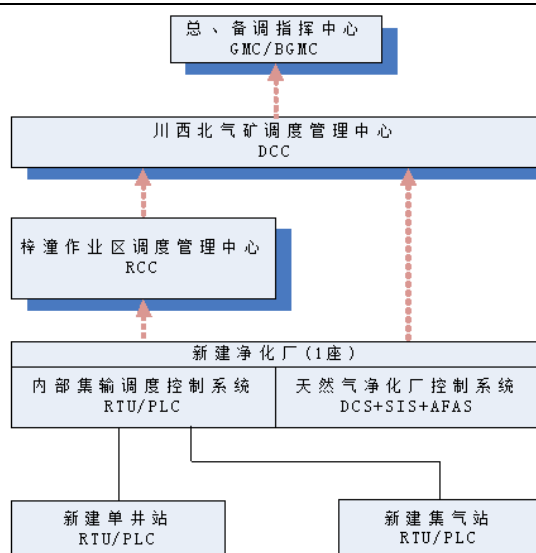 总、备调指挥中心
GMC/BGMC
川西北气矿调度管理中心
DCC
梓潼作业区调度管理中心
RCC
新建净化厂(1座)
内部集输调度控制系统
RTU/PLC
天然气净化厂控制系统
DCS+SIS+AFAS
新建单井站
RTU/PLC
新建集气站
RTU/PLC